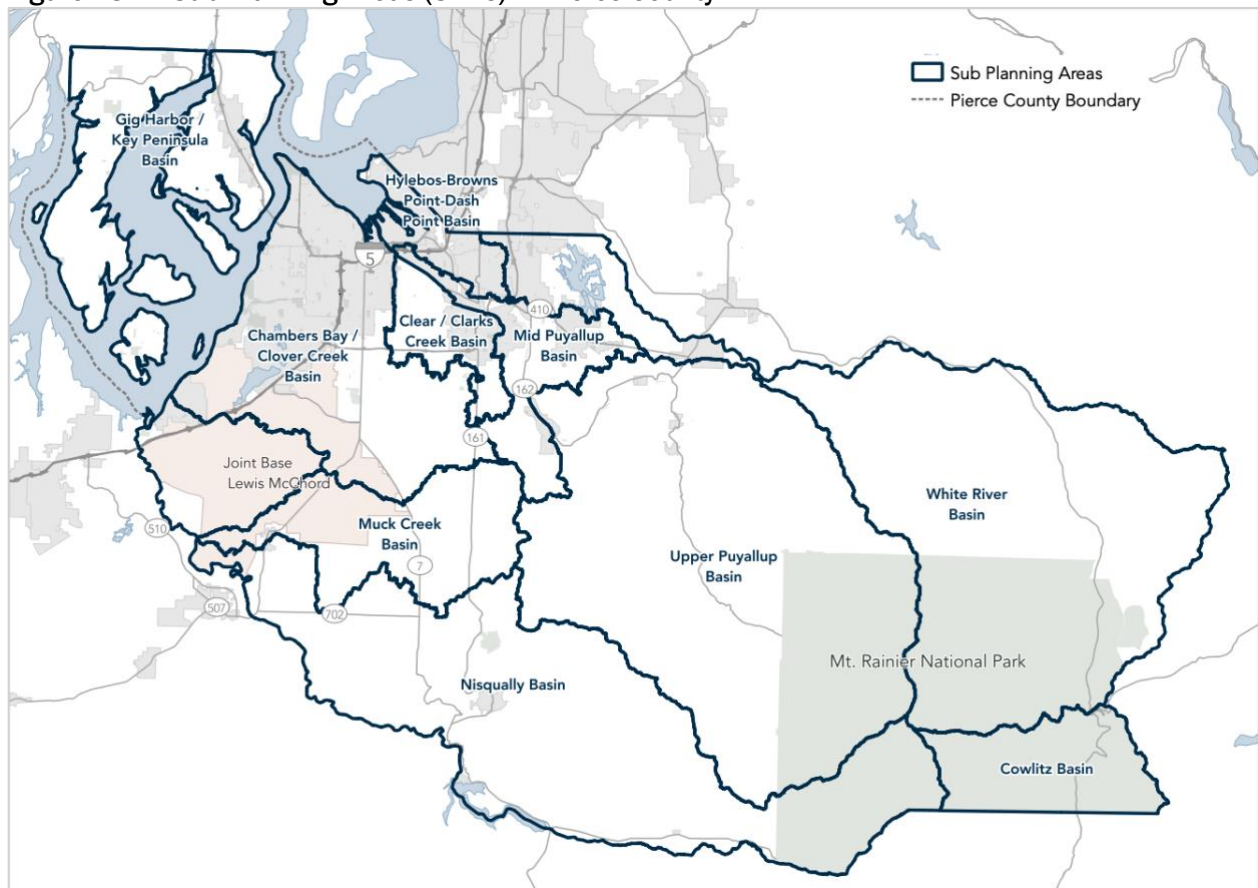 Sub Planning Areas
Pierce County Boundary
Gig Harbor /
Key Peninsula
Basin
Hylebos-Browns
Point-Dash
Point Basin
5
410
Chambers Bay /
Clover Creek
Basin
Clear / Clarks
Creek Basin
Mid Puyallup
Basin
162
161
Joint Base
Lewis McChord
White River
Basin
510
Muck Creek
Basin
Upper Puyallup
Basin
7
507
702
Mt. Rainier National Park
Nisqually Basin
Cowlitz Basin